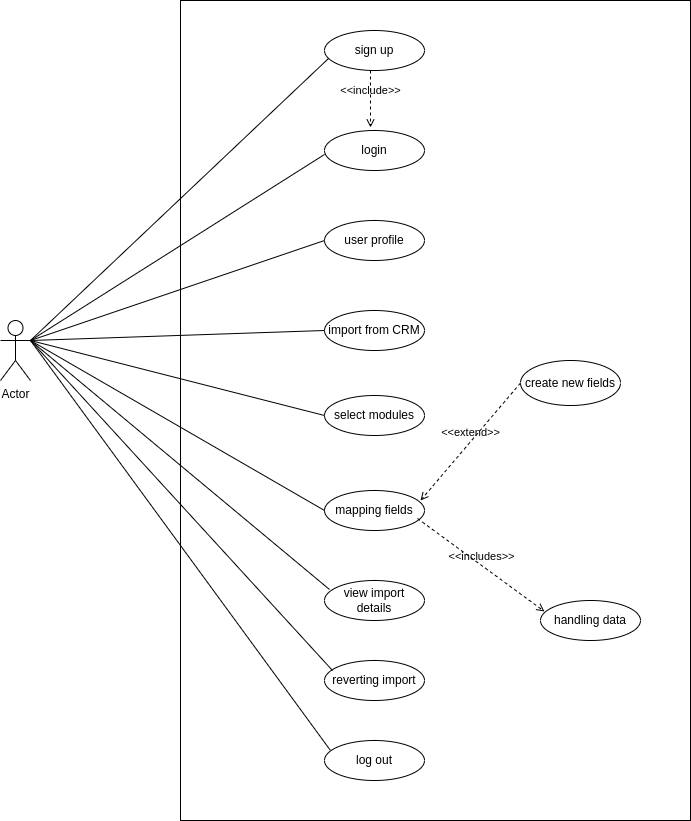 sign up
<<include>>
login
user profile
import from CRM
Actor
select modules
create new fields
<<extend>>
mapping fields
<<includes>>
view import
details
handling data
reverting import
log out